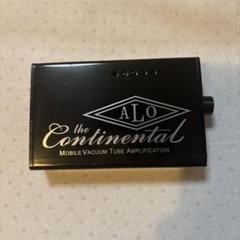 ALO
the
Continental
MOBILE VACUUM TUBE AMPLIFICATION